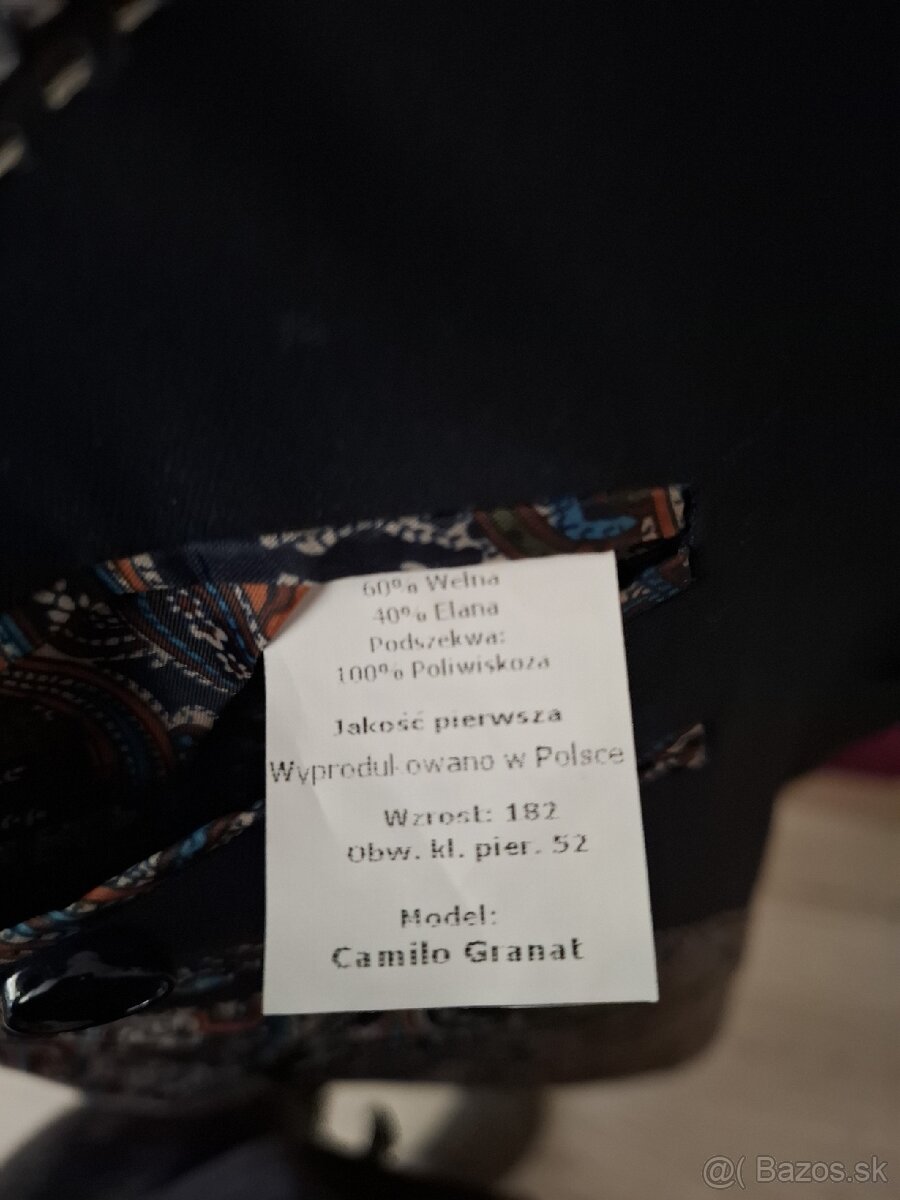 60% Wełna
40% Elana
Podszekwa:
100% Poliwiskoza
Jakość pierwsza
Wyprodukowano w Polsce
Wzrost: 182
Obw. kl. pier. 52
Model:
Camilo Granat
@( Bazos.sk